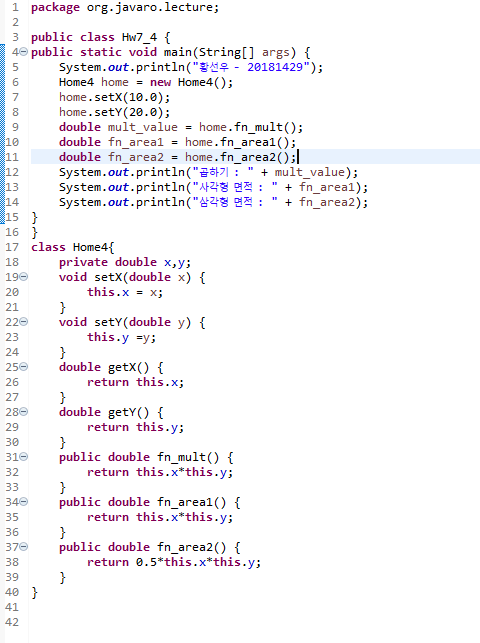 1 package org.javaro.lecture;
2
3 public class Hw7_4 {
4 public static void main(String[] args) {
5     System.out.println("황선우 - 20181429");
6     Home4 home = new Home4();
7     home.setX(10.0);
8     home.setY(20.0);
9     double mult_value = home.fn_mult();
10     double fn_area1 = home.fn_area1();
11     double fn_area2 = home.fn_area2();
12     System.out.println("곱하기 : " + mult_value);
13     System.out.println("사각형 면적 : " + fn_area1);
14     System.out.println("삼각형 면적 : " + fn_area2);
15 }
16 }
17 class Home4{
18     private double x,y;
19     void setX(double x) {
20         this.x = x;
21     }
22     void setY(double y) {
23         this.y =y;
24     }
25     double getX() {
26         return this.x;
27     }
28     double getY() {
29         return this.y;
30     }
31     public double fn_mult() {
32         return this.x*this.y;
33     }
34     public double fn_area1() {
35         return this.x*this.y;
36     }
37     public double fn_area2() {
38         return 0.5*this.x*this.y;
39     }
40 }
41
42